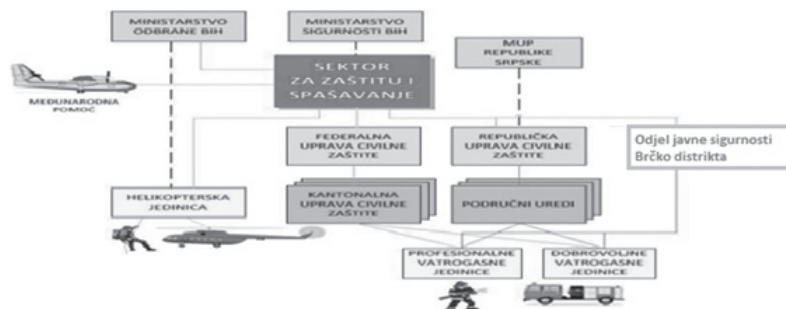 MINISTARSTVO
ODBRANE BIH
MINISTARSTVO
SIGURNOSTI BIH
MUP
REPUBLIKE
SRPSKE
SEKTOR
ZA ZAŠTITU I
SPAŠAVANJE
MEĐUNARODNA
POMOĆ
FEDERALNA
UPRAVA CIVILNE
ZAŠTITE
REPUBLIČKA
UPRAVA CIVILNE
ZAŠTITE
Odjel javne sigurnosti
Brčko distrikta
HELIKOPTERSKA
JEDINICA
KANTONALNA
UPRAVA CIVILNE
ZAŠTITE
PODRUČNI UREDI
PROFESIONALNE
VATROGASNE
JEDINICE
DOBROVOLJNE
VATROGASNE
JEDINICE